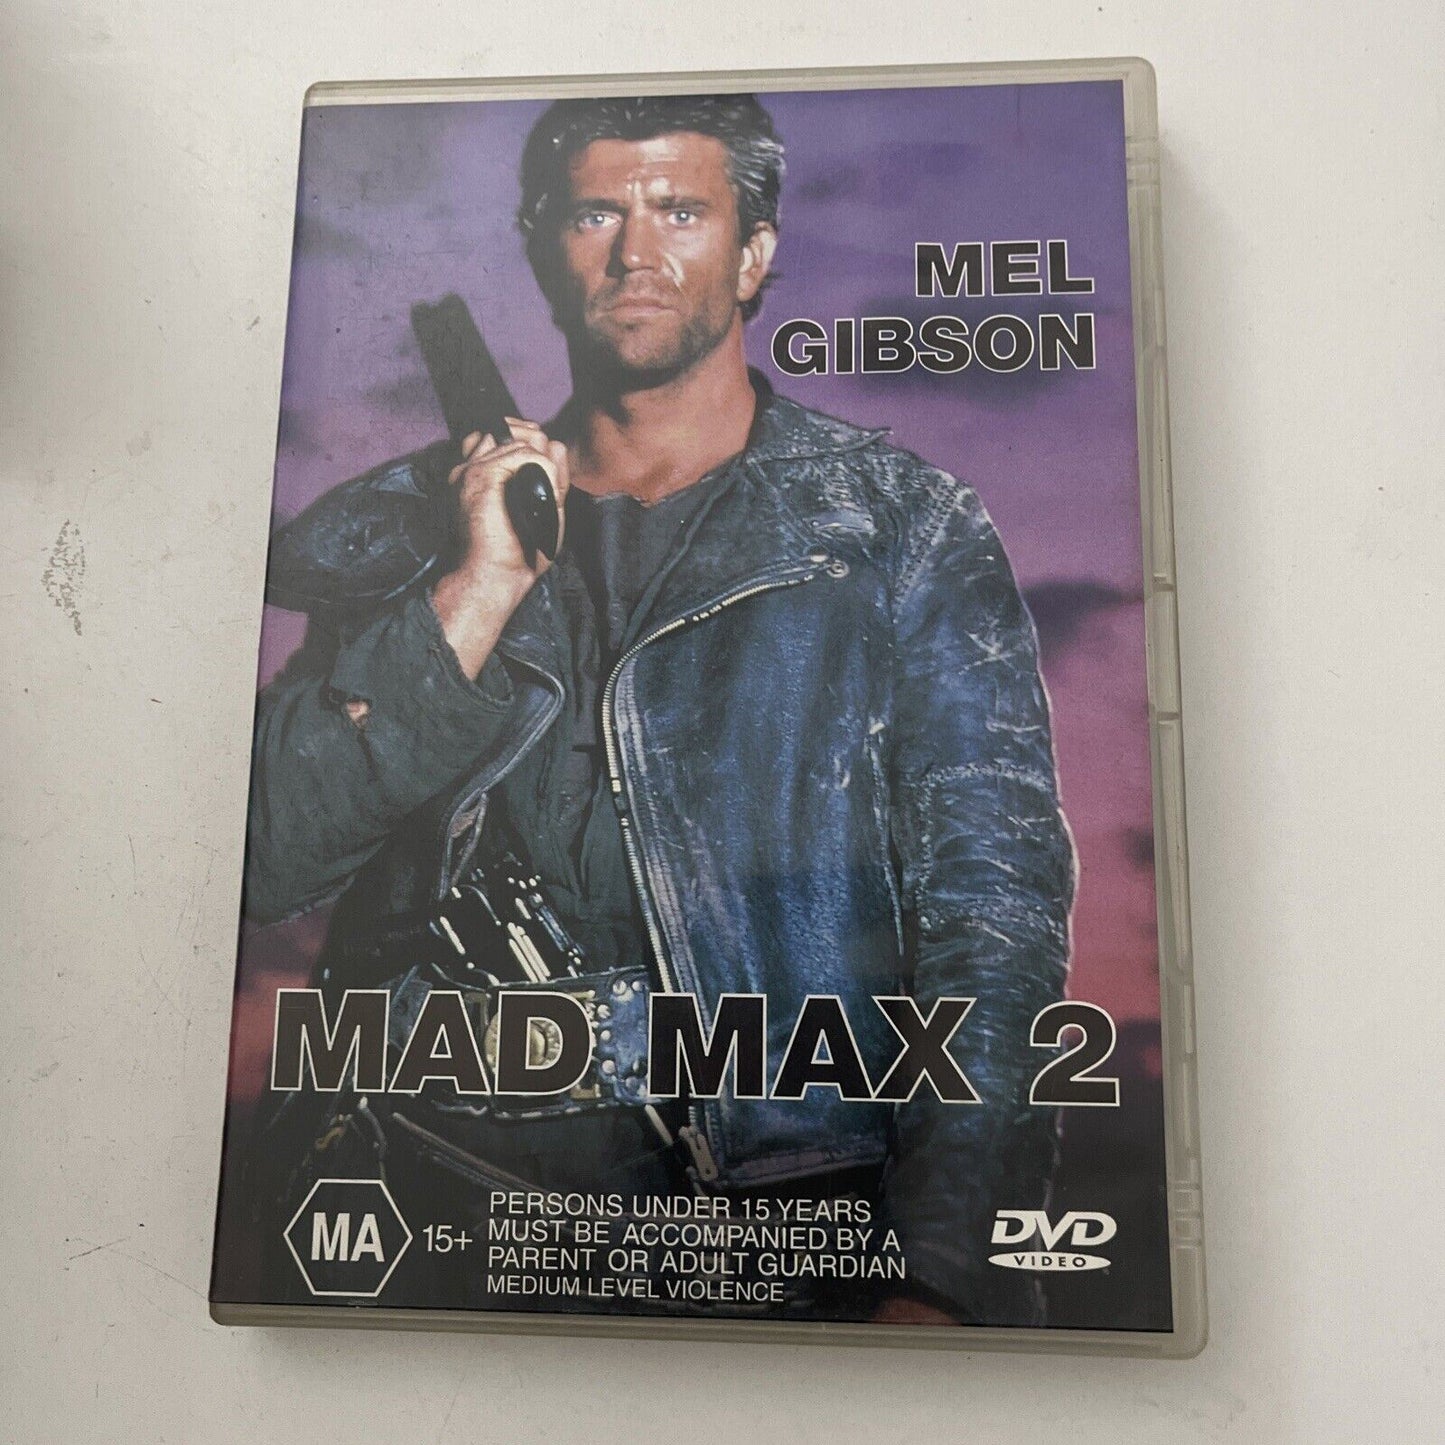 MEL
GIBSON
MAD MAX 2
MA 15+
PERSONS UNDER 15 YEARS
MUST BE ACCOMPANIED BY A
PARENT OR ADULT GUARDIAN
MEDIUM LEVEL VIOLENCE
DVD
VIDEO